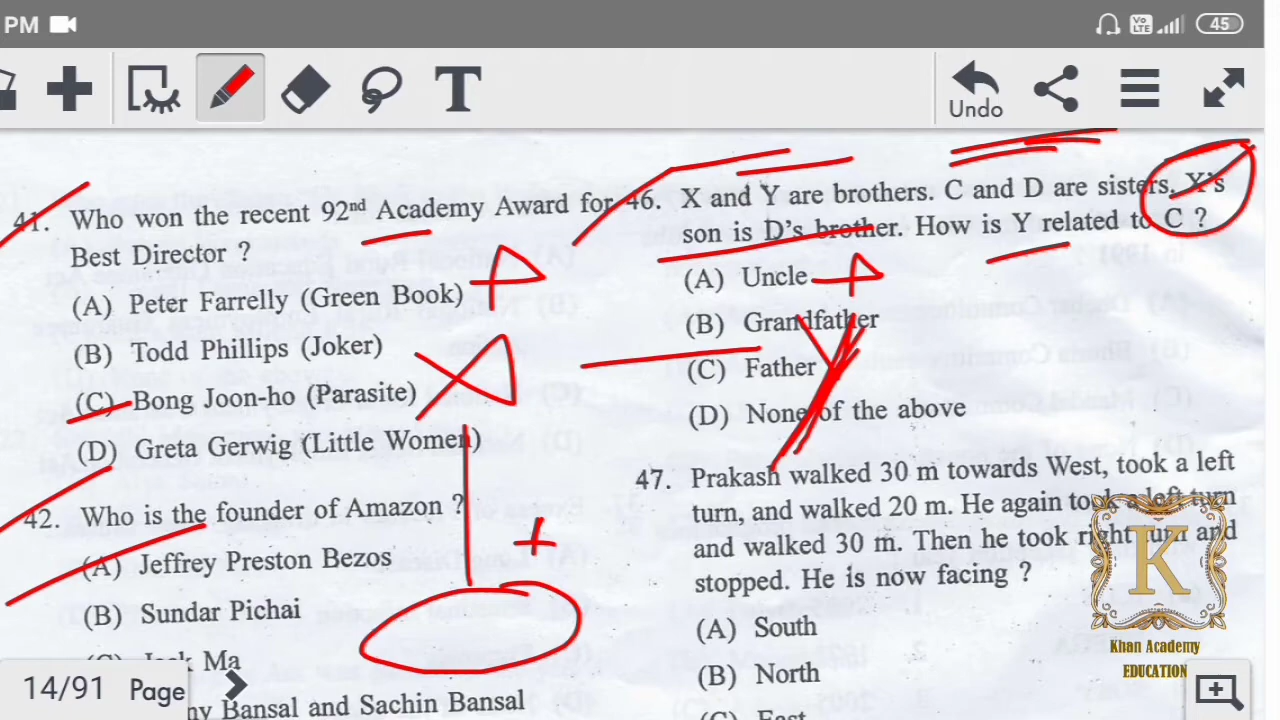 PM
Vo LTE
45
T
Undo
41. Who won the recent 92nd Academy Award for
Best Director ?
(A) Peter Farrelly (Green Book)
(B) Todd Phillips (Joker)
(C) Bong Joon-ho (Parasite)
(D) Greta Gerwig (Little Women)
42. Who is the founder of Amazon ?
(A) Jeffrey Preston Bezos
(B) Sundar Pichai
Ma
Bansal and Sachin Bansal
46. X and Y are brothers. C and D are sisters. X's
son is D's brother. How is Y related to C ?
(A) Uncle
(B) Grandfather
(C) Father
(D) None of the above
47. Prakash walked 30 m towards West, took a left
turn, and walked 20 m. He again took a left turn
and walked 30 m. Then he took right turn and
stopped. He is now facing ?
(A) South
(B) North
K
Khan Academy
EDUCATION
14/91 Page